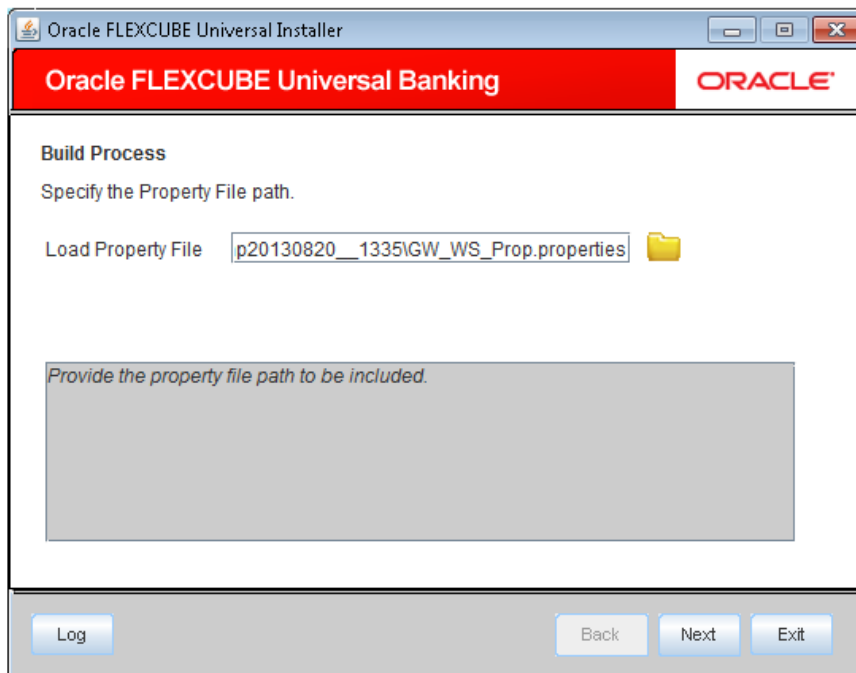 Oracle FLEXCUBE Universal Installer
Oracle FLEXCUBE Universal Banking
ORACLE
Build Process
Specify the Property File path.
Load Property File p20130820__1335\GW_WS_Prop.properties
Provide the property file path to be included.
Log Back Next Exit